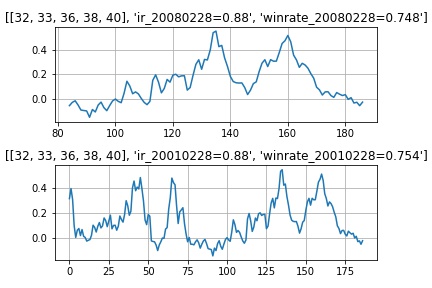 [[32, 33, 36, 38, 40], 'ir_20080228=0.88', 'winrate_20080228=0.748']
0.4
0.2
0.0
80 100 120 140 160 180
[[32, 33, 36, 38, 40], 'ir_20010228=0.88', 'winrate_20010228=0.754']
0.4
0.2
0.0
0 25 50 75 100 125 150 175